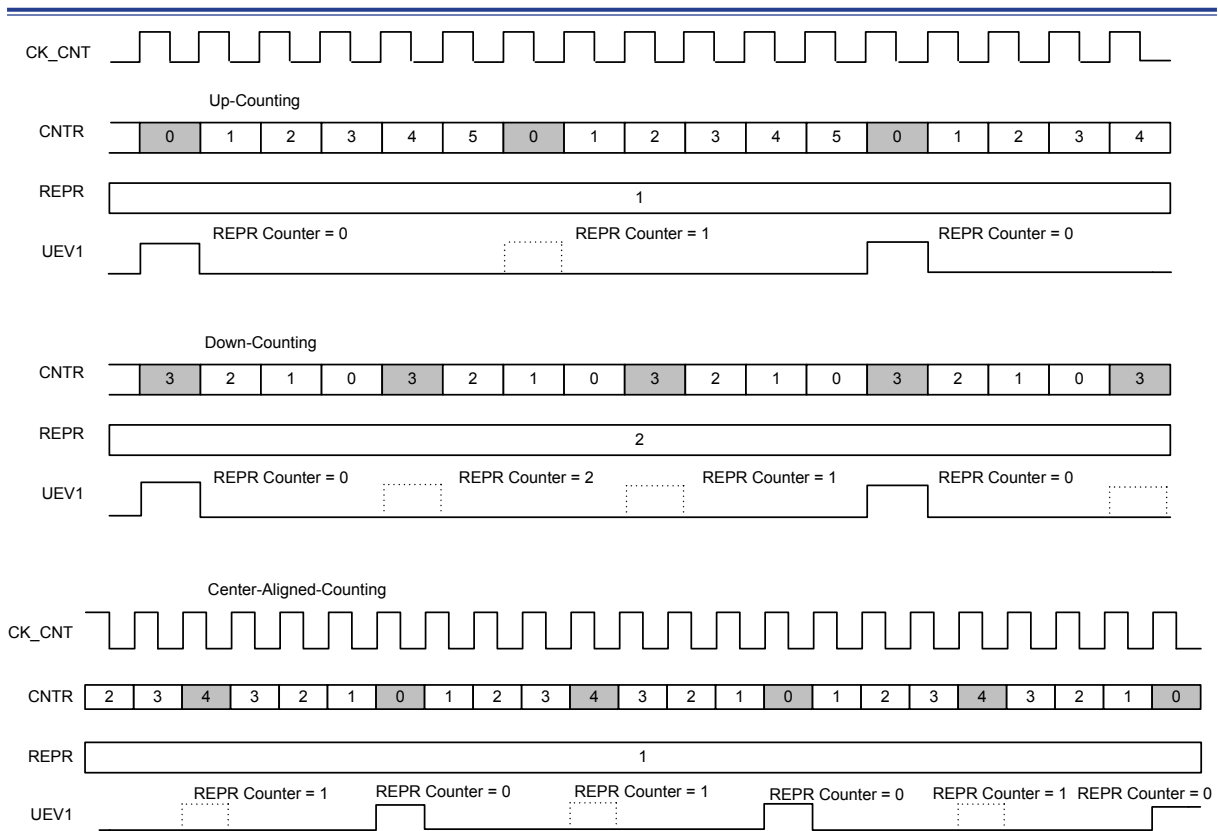 CK_CNT
Up-Counting
CNTR 0 1 2 3 4 5 0 1 2 3 4 5 0 1 2 3 4
REPR 1
UEV1 REPR Counter = 0 REPR Counter = 1 REPR Counter = 0
Down-Counting
CNTR 3 2 1 0 3 2 1 0 3 2 1 0 3 2 1 0 3
REPR 2
UEV1 REPR Counter = 0 REPR Counter = 2 REPR Counter = 1 REPR Counter = 0
Center-Aligned-Counting
CK_CNT
CNTR 2 3 4 3 2 1 0 1 2 3 4 3 2 1 0 1 2 3 4 3 2 1 0
REPR 1
UEV1 REPR Counter = 1 REPR Counter = 0 REPR Counter = 1 REPR Counter = 0 REPR Counter = 1 REPR Counter = 0